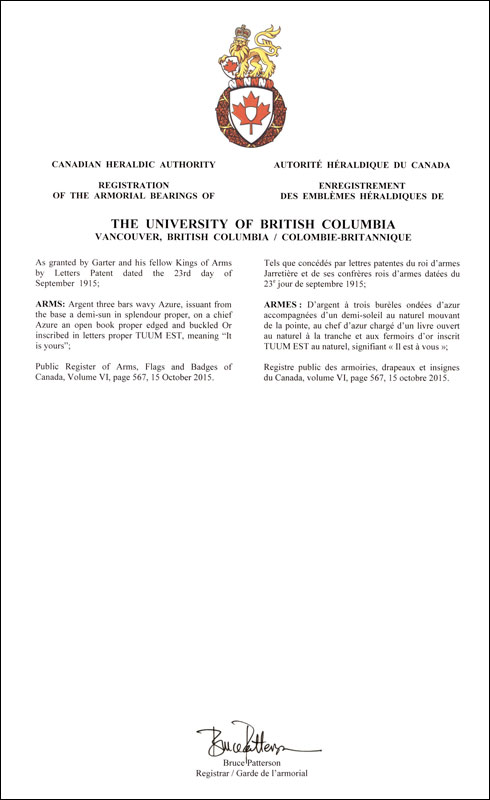 CANADIAN HERALDIC AUTHORITY
REGISTRATION
OF THE ARMORIAL BEARINGS OF
AUTORITÉ HÉRALDIQUE DU CANADA
ENREGISTREMENT
DES EMBLÈMES HÉRALDIQUES DE
THE UNIVERSITY OF BRITISH COLUMBIA
VANCOUVER, BRITISH COLUMBIA / COLOMBIE-BRITANNIQUE
As granted by Garter and his fellow Kings of Arms
by Letters Patent dated the 23rd day of
September 1915;
ARMS: Argent three bars wavy Azure, issuant from
the base a demi-sun in splendour proper, on a chief
Azure an open book proper edged and buckled Or
inscribed in letters proper TUUM EST, meaning “It
is yours”;
Public Register of Arms, Flags and Badges of
Canada, Volume VI, page 567, 15 October 2015.
Tels que concédés par lettres patentes du roi d’armes
Jarretière et de ses confrères rois d’armes datées du
23e jour de septembre 1915;
ARMES : D’argent à trois burèles ondées d’azur
accompagnées d’un demi-soleil au naturel mouvant
de la pointe, au chef d’azur chargé d’un livre ouvert
au naturel à la tranche et aux fermoirs d’or inscrit
TUUM EST au naturel, signifiant « Il est à vous »;
Registre public des armoiries, drapeaux et insignes
du Canada, volume VI, page 567, 15 octobre 2015.
Bruce Patterson
Bruce Patterson
Registrar / Garde de l’armorial